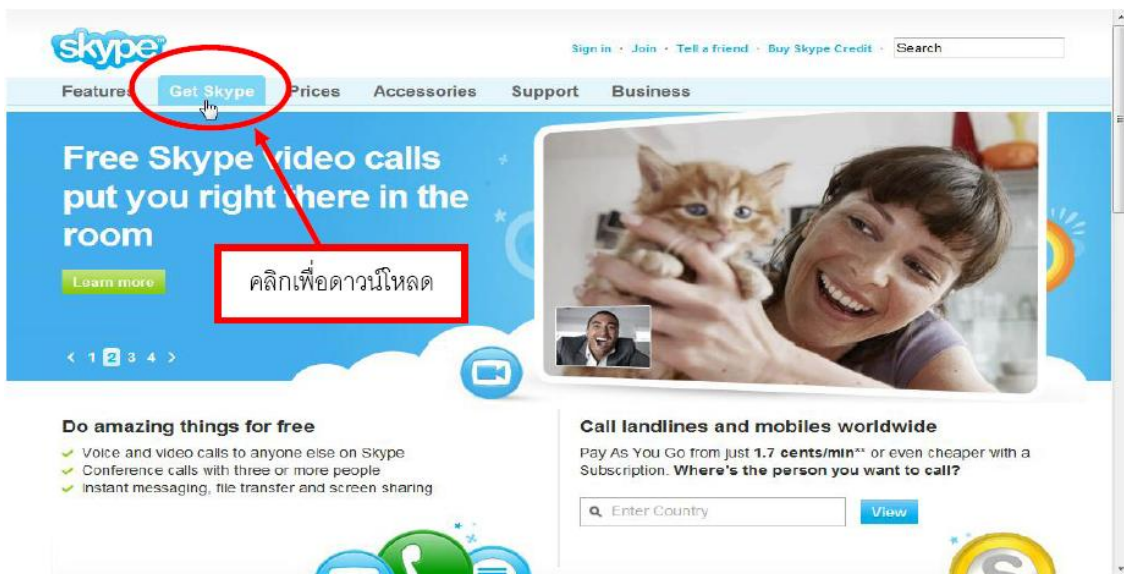 skype
Sign in · Join · Tell a friend · Buy Skype Credit · Search
Features Get Skype Prices Accessories Support Business
Free Skype video calls
put you right there in the
room
Learn more
คลิกเพื่อดาวน์โหลด
< 1 2 3 4 >
Do amazing things for free
Voice and video calls to anyone else on Skype
Conference calls with three or more people
Instant messaging, file transfer and screen sharing
Call landlines and mobiles worldwide
Pay As You Go from just 1.7 cents/min** or even cheaper with a
Subscription. Where's the person you want to call?
Enter Country View